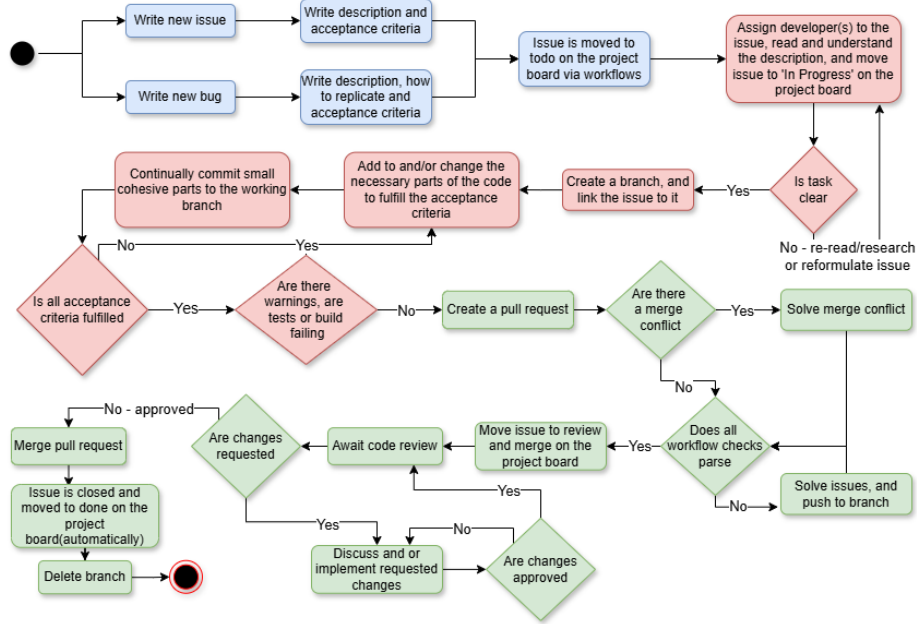 Write new issue
Write description and
acceptance criteria
Issue is moved to
todo on the project
board via workflows
Assign developer(s) to the
issue, read and understand
the description, and move
issue to 'In Progress' on the
project board
Write new bug
Write description, how
to replicate and
acceptance criteria
Is task
clear
No - re-read/research
or reformulate issue
Yes
Create a branch, and
link the issue to it
Add to and/or change the
necessary parts of the code
to fulfill the acceptance
criteria
Continually commit small
cohesive parts to the working
branch
Is all acceptance
criteria fulfilled
No
Yes
Are there
warnings, are
tests or build
failing
Yes
No
Create a pull request
Are there
a merge
conflict
Yes
Solve merge conflict
No
Does all
workflow checks
parse
No
Solve issues, and
push to branch
Yes
Move issue to review
and merge on the
project board
Await code review
Are changes
requested
Yes
Discuss and or
implement requested
changes
Are changes
approved
No
Yes
No - approved
Merge pull request
Issue is closed and
moved to done on the
project
board(automatically)
Delete branch